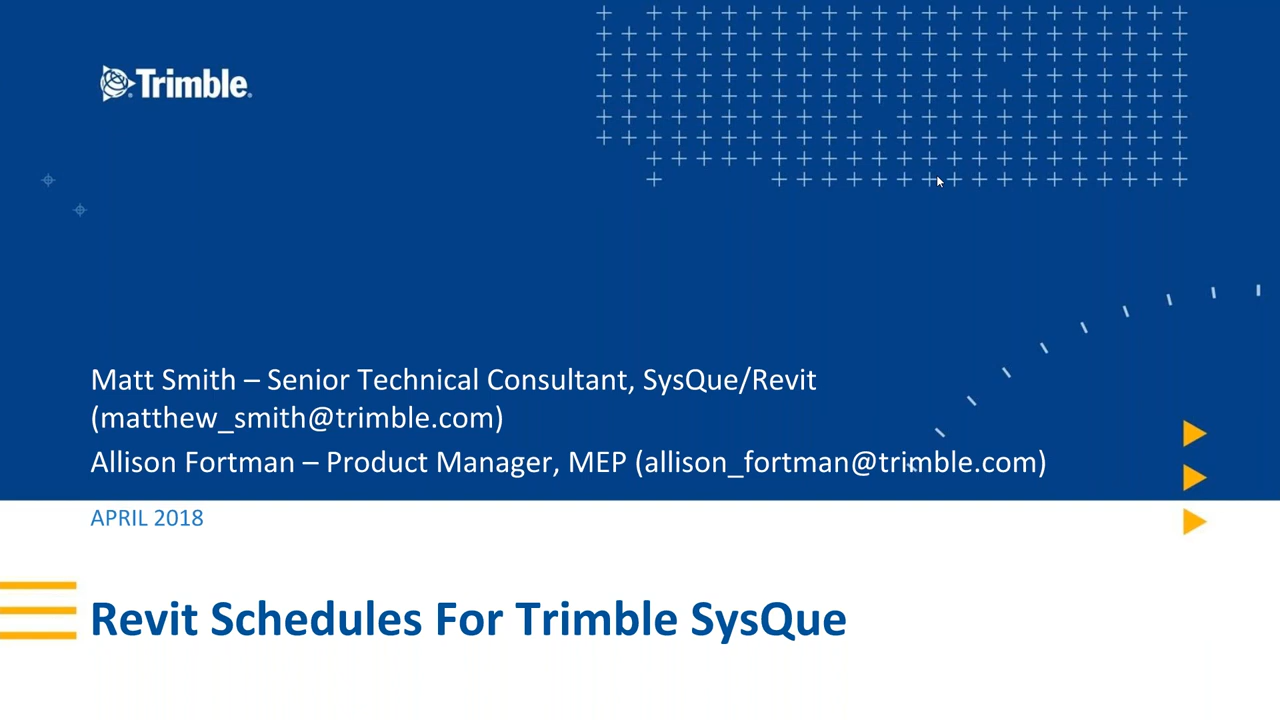 Trimble
Matt Smith – Senior Technical Consultant, SysQue/Revit
(matthew_smith@trimble.com)
Allison Fortman – Product Manager, MEP (allison_fortman@trimble.com)
APRIL 2018
Revit Schedules For Trimble SysQue